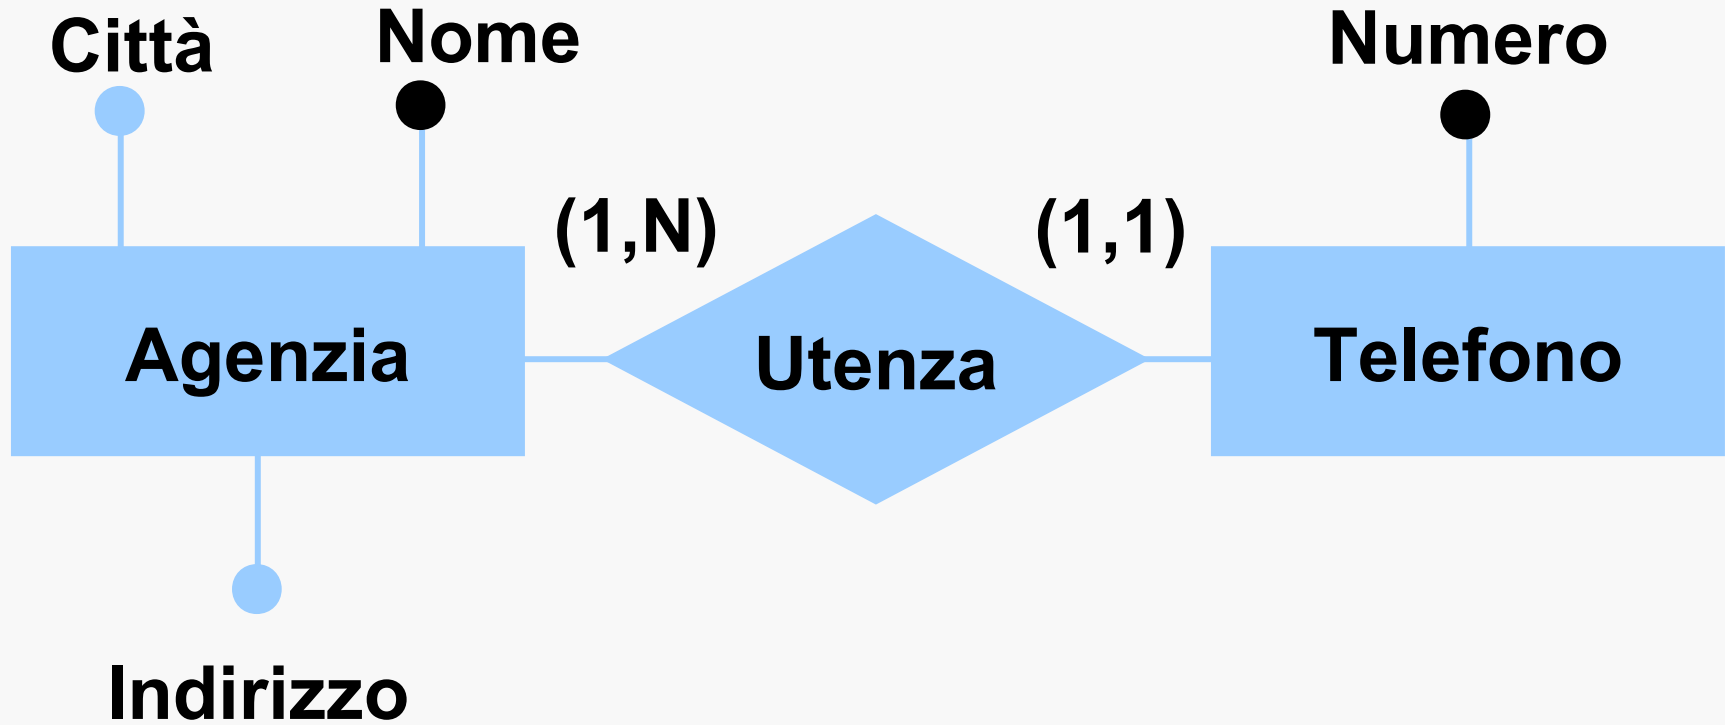 Città
Nome
Numero
(1,N)
(1,1)
Agenzia
Utenza
Telefono
Indirizzo